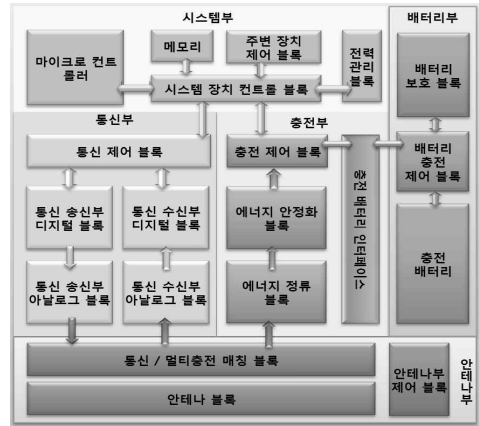 시스템부
배터리부
마이크로 컨트
롤러
메모리
주변 장치
제어 블록
전력
관리
블록
시스템 장치 컨트롤 블록
배터리
보호 블록
통신부
충전부
통신 제어 블록
충전 제어 블록
충전 배터리 인터페이스
배터리
충전
제어 블록
통신 송신부
디지털 블록
통신 수신부
디지털 블록
에너지 안정화
블록
통신 송신부
아날로그 블록
통신 수신부
아날로그 블록
에너지 정류
블록
충전
배터리
통신 / 멀티충전 매칭 블록
안테나 블록
안테나부
제어 블록
안테나부